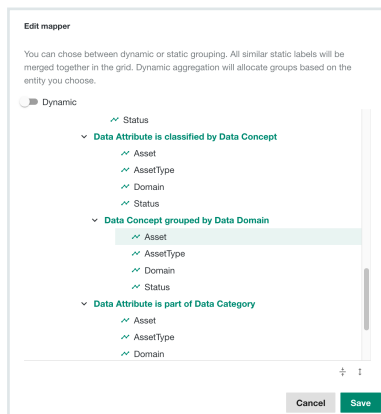 Edit mapper
You can chose between dynamic or static grouping. All similar static labels will be
merged together in the grid. Dynamic aggregation will allocate groups based on the
entity you choose.
Dynamic
Status
Data Attribute is classified by Data Concept
Asset
AssetType
Domain
Status
Data Concept grouped by Data Domain
Asset
AssetType
Domain
Status
Data Attribute is part of Data Category
Asset
AssetType
Domain
Cancel Save